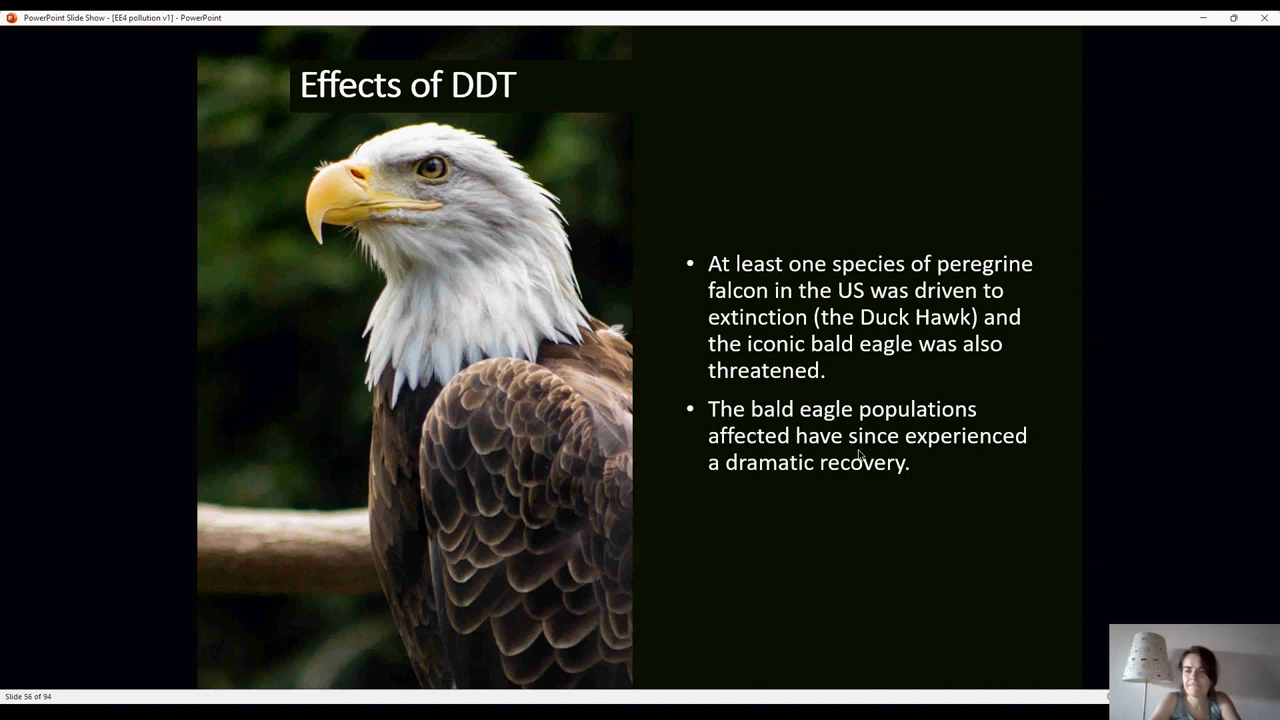 PowerPoint Slide Show - [EE4 pollution v1] - PowerPoint
Effects of DDT
• At least one species of peregrine
falcon in the US was driven to
extinction (the Duck Hawk) and
the iconic bald eagle was also
threatened.
• The bald eagle populations
affected have since experienced
a dramatic recovery.
Slide 56 of 94